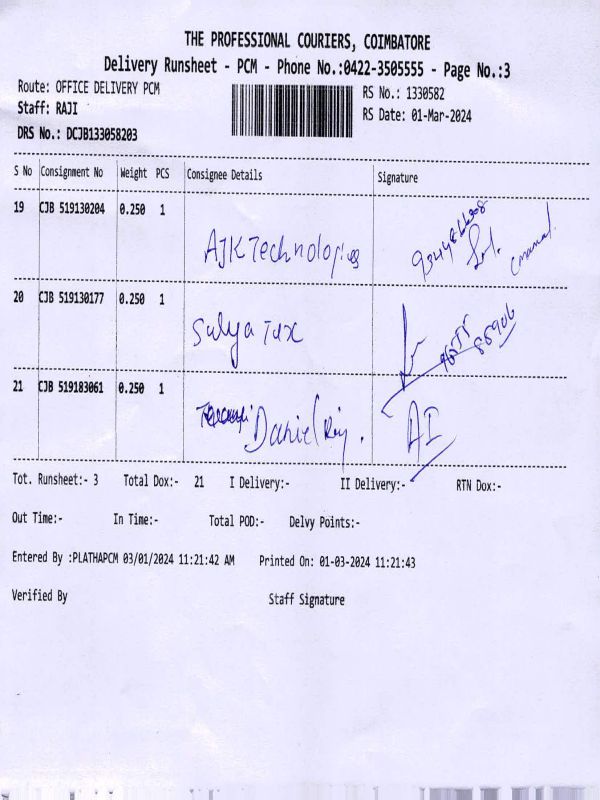 THE PROFESSIONAL COURIERS, COIMBATORE
Delivery Runsheet - PCM - Phone No.:0422-3505555 - Page No.:3
Route: OFFICE DELIVERY PCM
Staff: RAJI
DRS No.: DCJB133058203
RS No.: 1330582
RS Date: 01-Mar-2024
S No Consignment No Weight PCS Consignee Details Signature
19 CJB 519130204 0.250 1
AJK Technologies
20 CJB 519130177 0.250 1
Satya Tax
21 CJB 519183061 0.250 1
Daniel AI
Tot. Runsheet:- 3 Total Dox:- 21 I Delivery:- II Delivery:- RTN Dox:-
Out Time:- In Time:- Total POD:- Delvy Points:-
Entered By :PLATHAPCM 03/01/2024 11:21:42 AM Printed On: 01-03-2024 11:21:43
Verified By Staff Signature